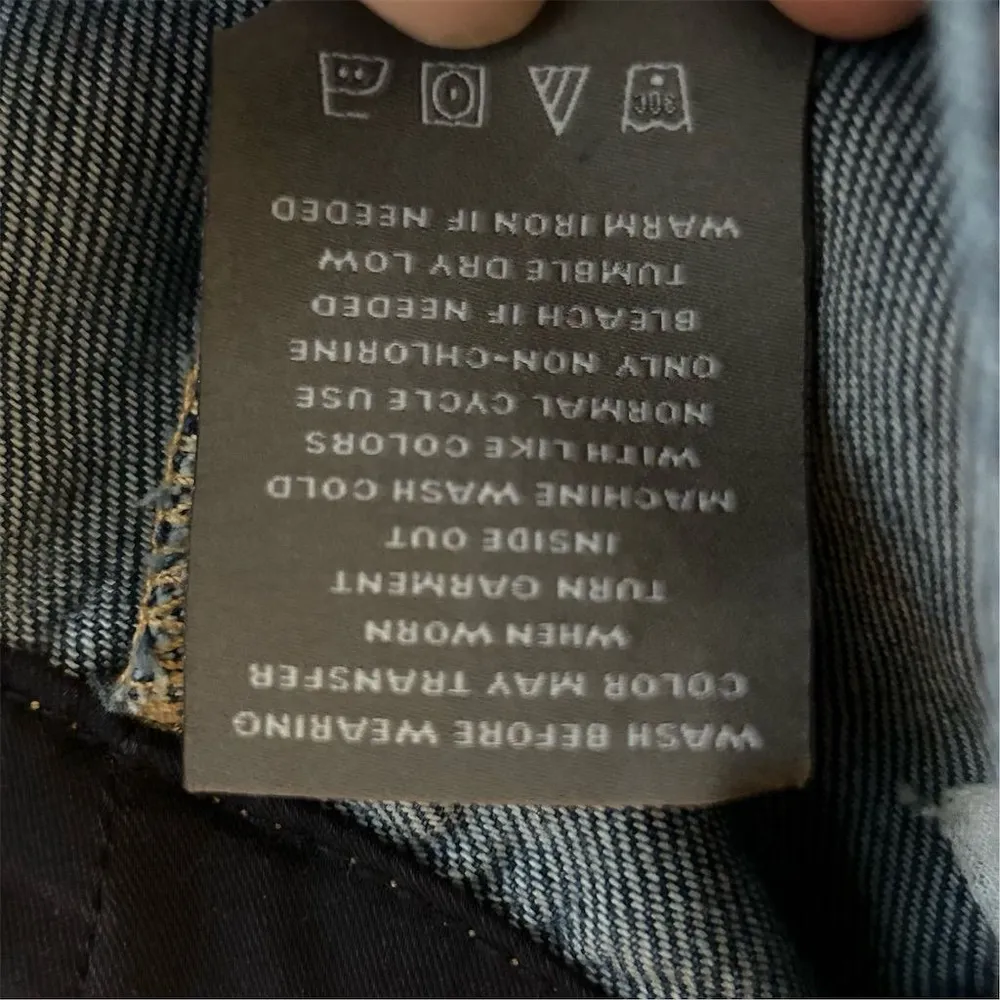 WASH BEFORE WEARING
COLOR MAY TRANSFER
WHEN WORN
TURN GARMENT
INSIDE OUT
MACHINE WASH COLD
WITH LIKE COLORS
NORMAL CYCLE USE
ONLY NON-CHLORINE
BLEACH IF NEEDED
TUMBLE DRY LOW
WARM IRON IF NEEDED
30C